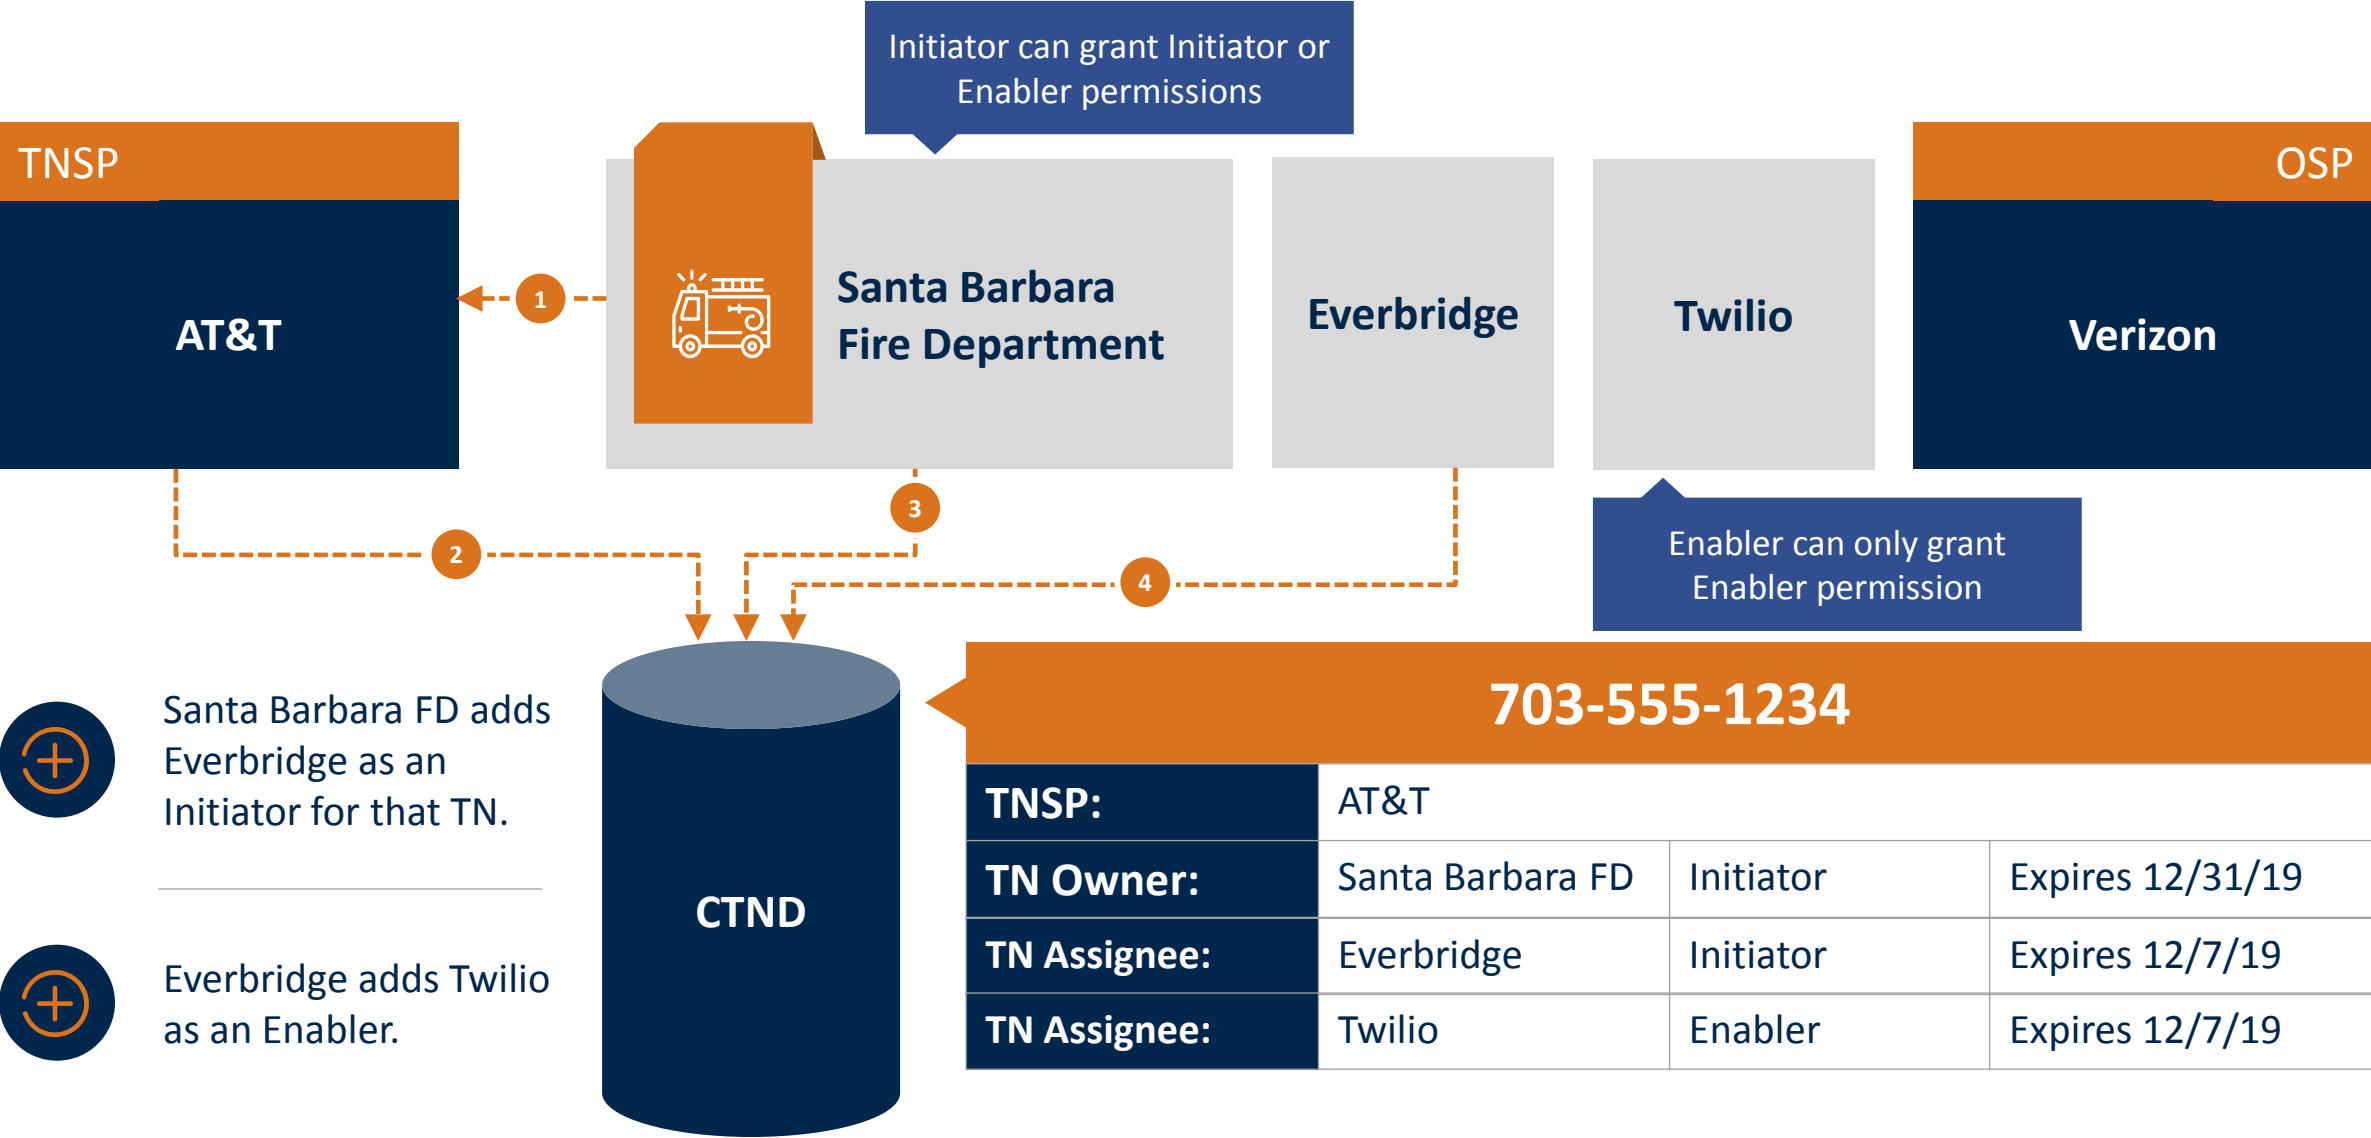 Initiator can grant Initiator or
Enabler permissions
TNSP
OSP
AT&T
1
Santa Barbara
Fire Department
Everbridge
Twilio
Verizon
2
3
4
Enabler can only grant
Enabler permission
Santa Barbara FD adds
Everbridge as an
Initiator for that TN.
Everbridge adds Twilio
as an Enabler.
CTND
703-555-1234
TNSP: AT&T
TN Owner: Santa Barbara FD Initiator Expires 12/31/19
TN Assignee: Everbridge Initiator Expires 12/7/19
TN Assignee: Twilio Enabler Expires 12/7/19